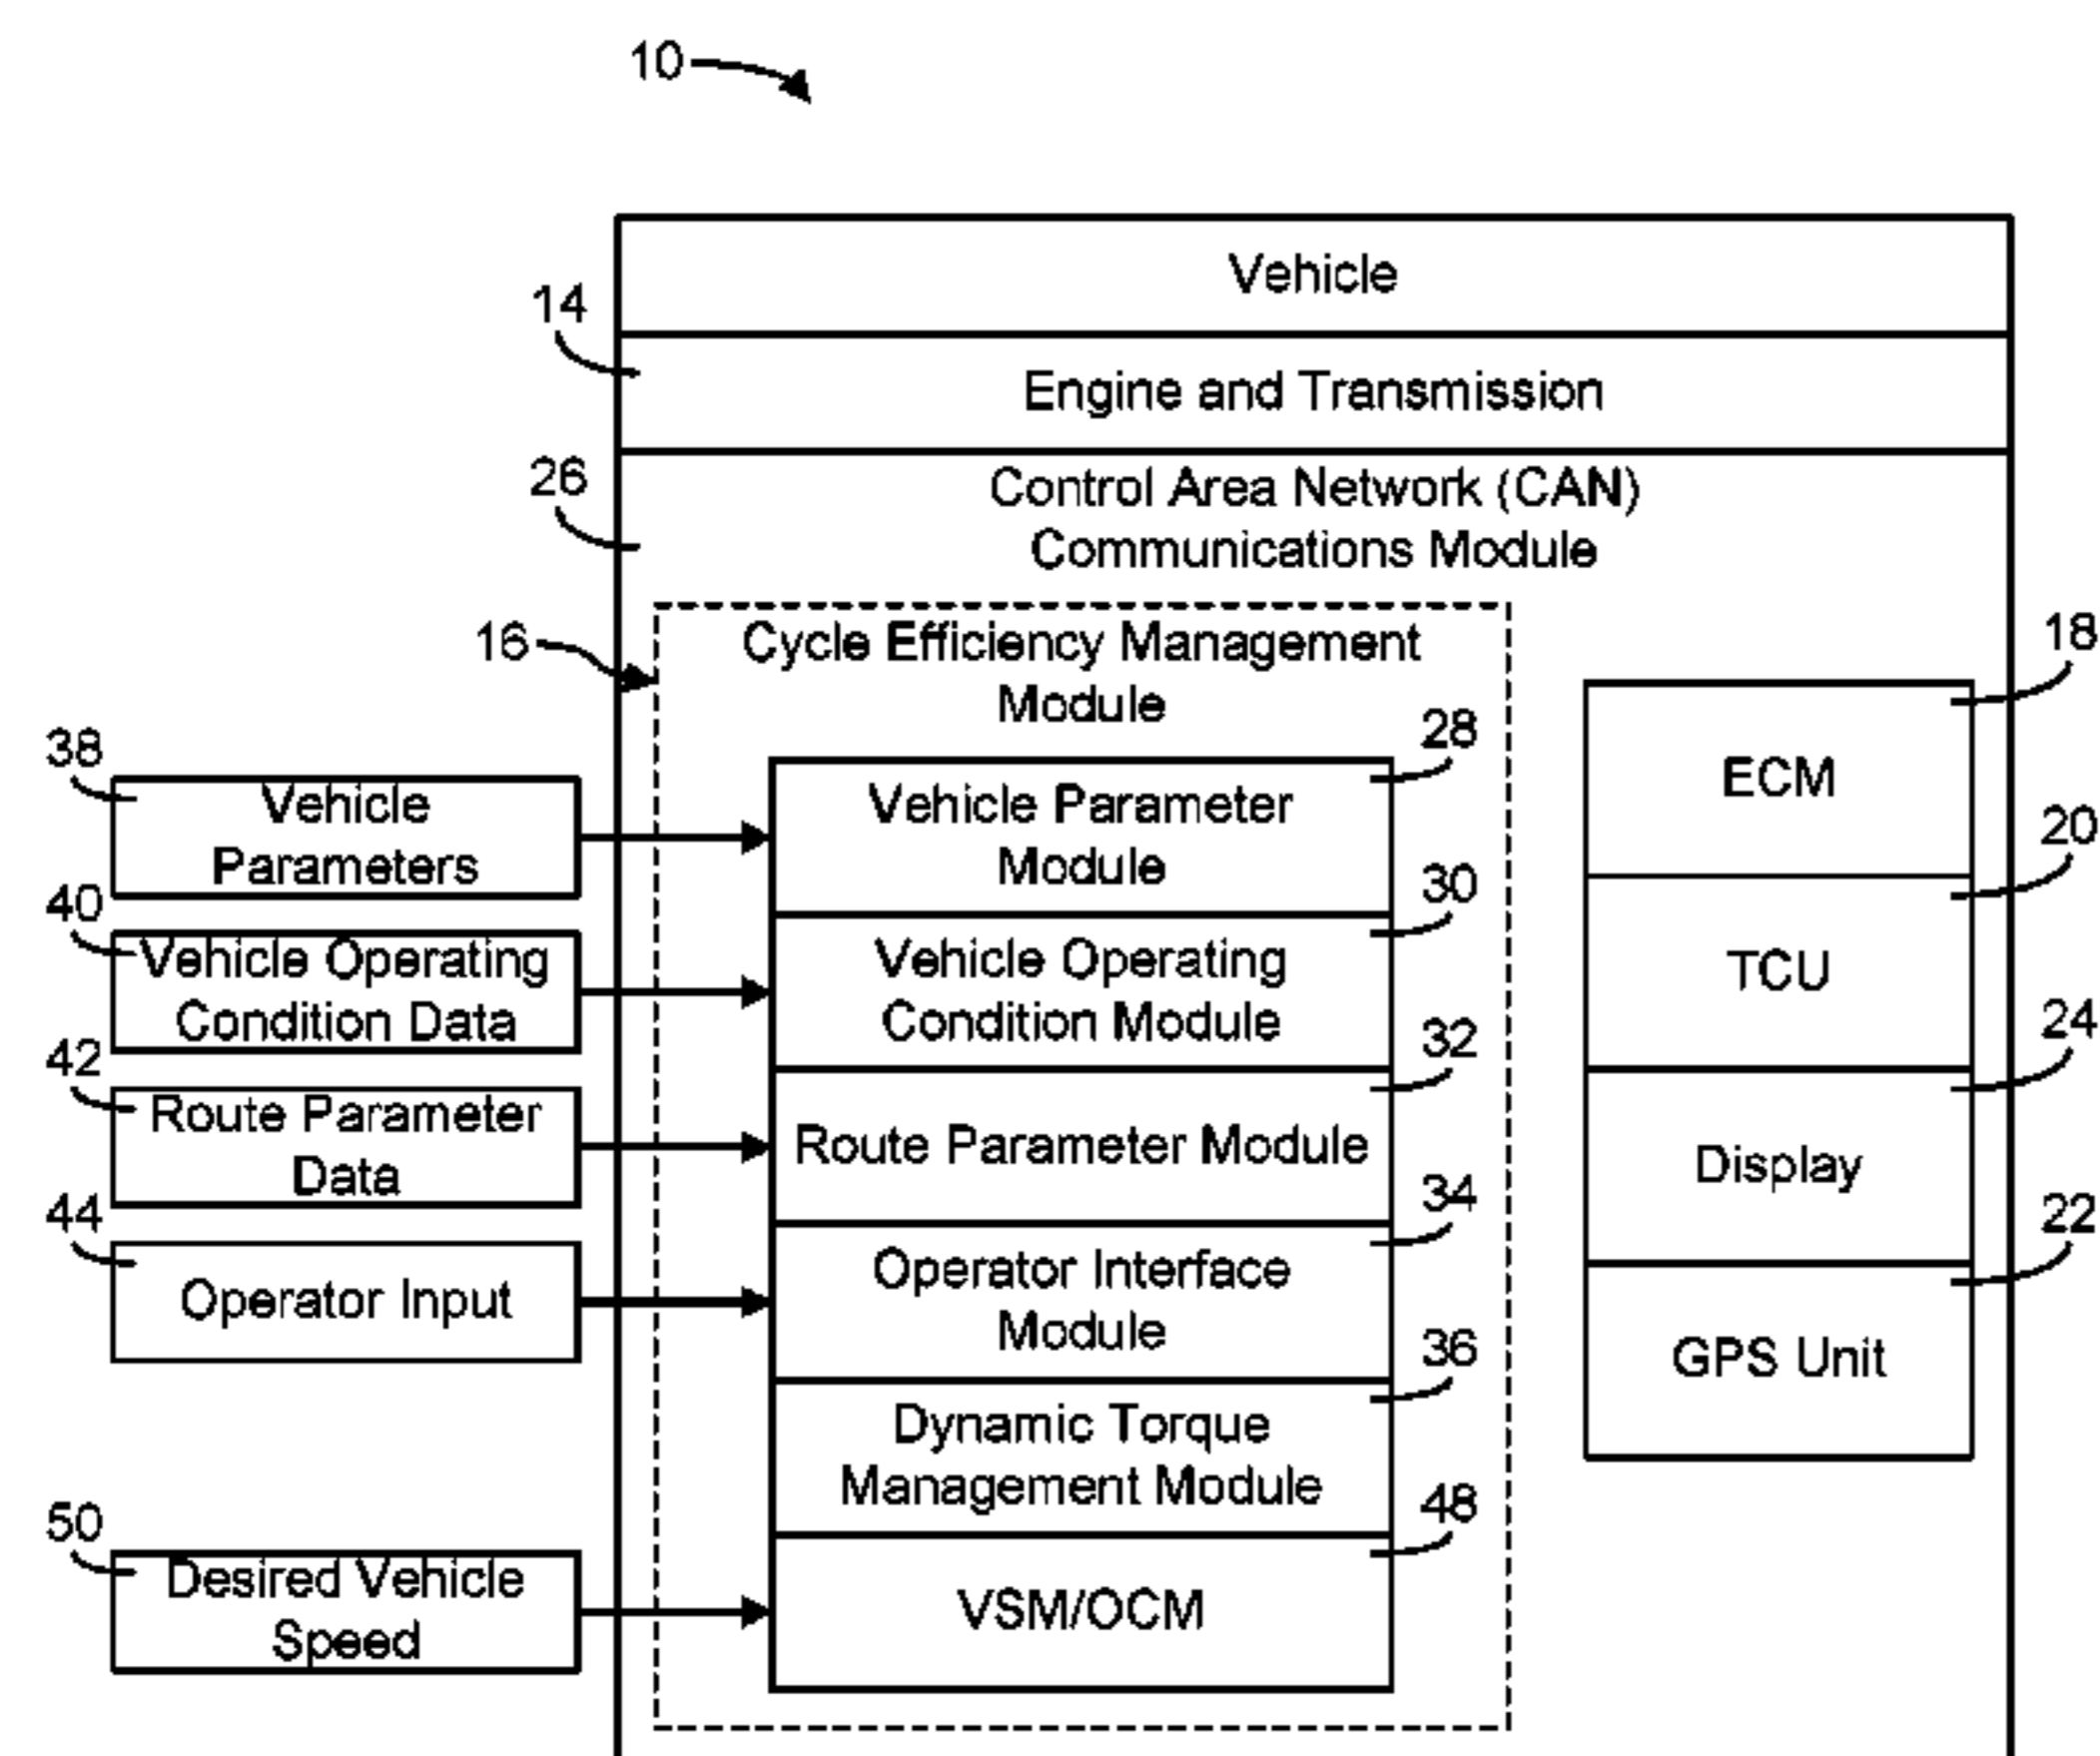 10
Vehicle
14
Engine and Transmission
26
Control Area Network (CAN)
Communications Module
16
Cycle Efficiency Management
Module
18
ECM
20
TCU
24
Display
22
GPS Unit
38
Vehicle
Parameters
28
Vehicle Parameter
Module
40
Vehicle Operating
Condition Data
30
Vehicle Operating
Condition Module
42
Route Parameter
Data
32
Route Parameter Module
44
Operator Input
34
Operator Interface
Module
36
Dynamic Torque
Management Module
50
Desired Vehicle
Speed
48
VSM/OCM